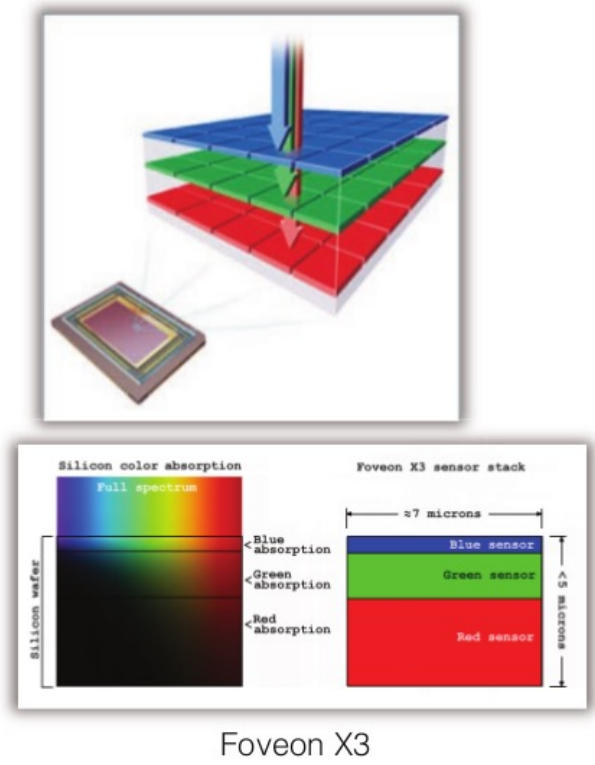 Silicon color absorption
Full spectrum
Silicon wafer
Blue absorption
Green absorption
Red absorption
Foveon X3 sensor stack
≈7 microns
Blue sensor
Green sensor
Red sensor
<5 microns
Foveon X3